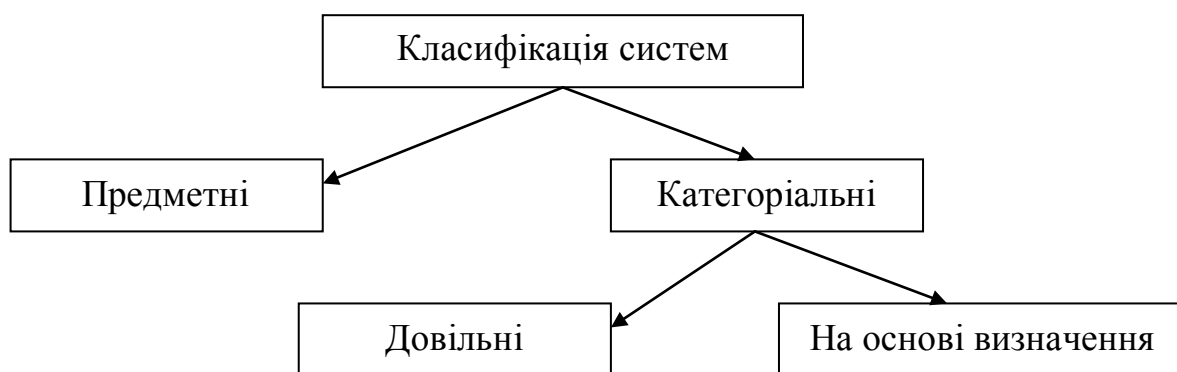 Класифікація систем
Предметні
Категоріальні
Довільні
На основі визначення